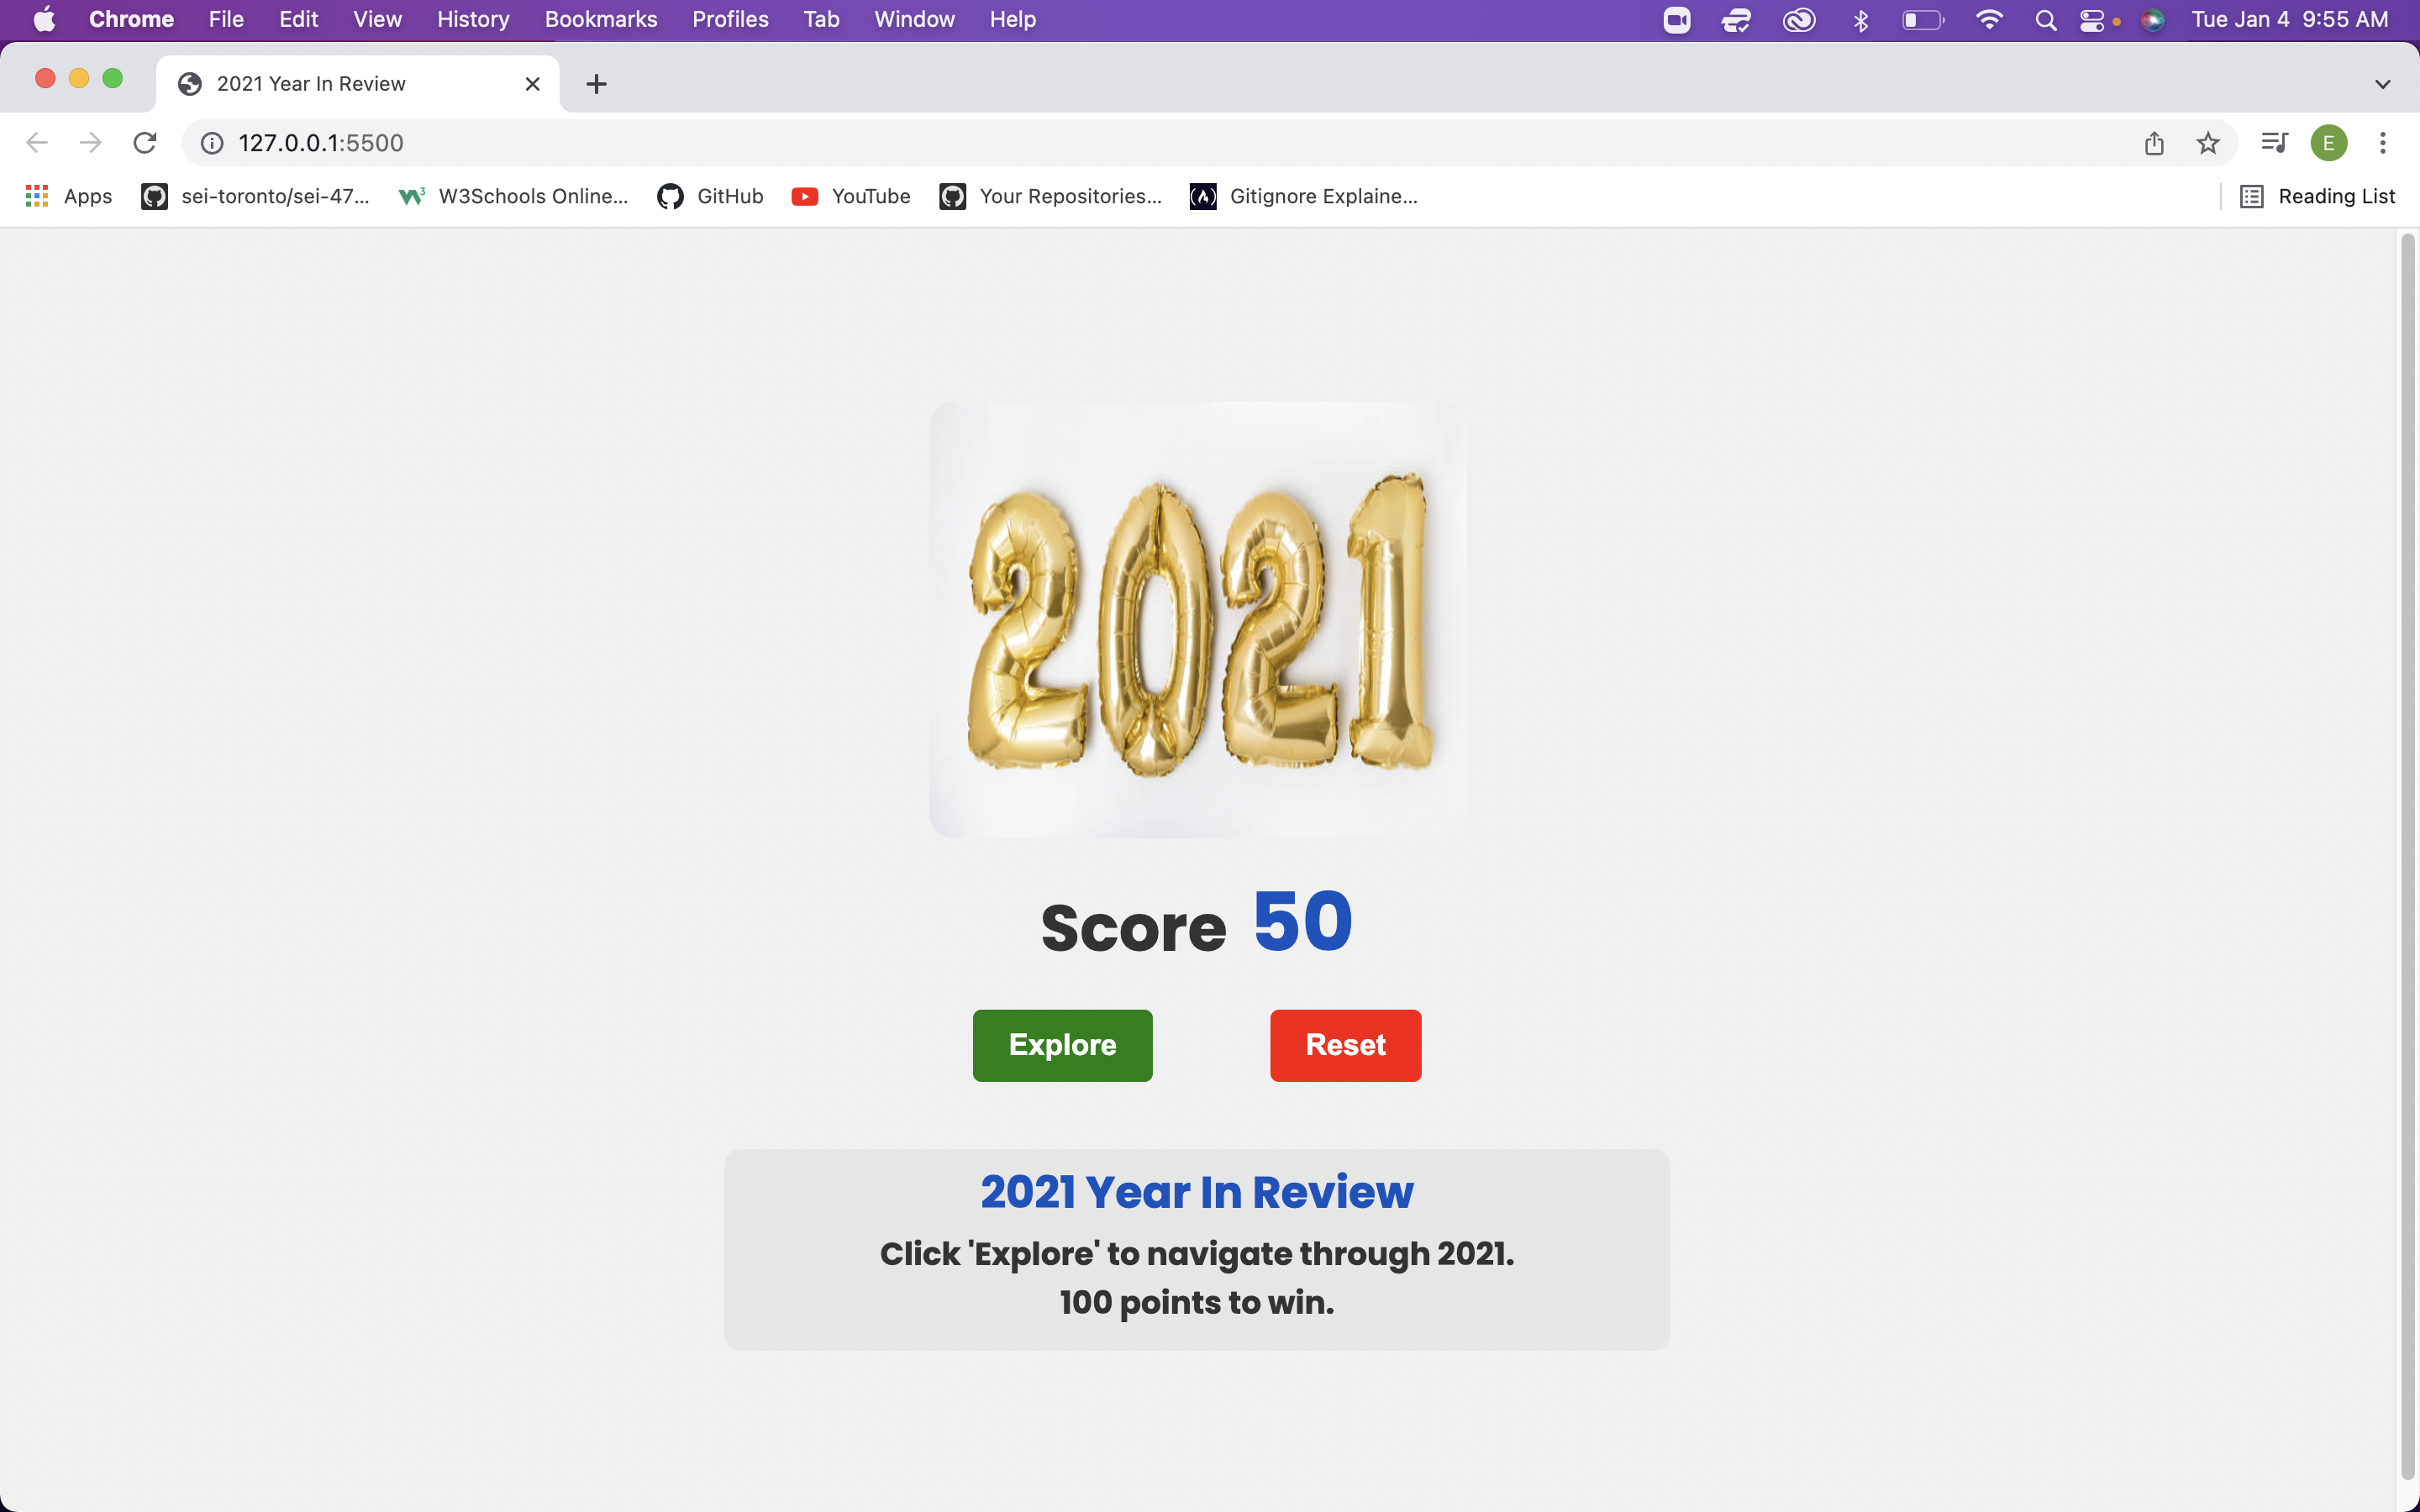 Chrome File Edit View History Bookmarks Profiles Tab Window Help Tue Jan 4 9:55 AM
2021 Year In Review
127.0.0.1:5500 E
Apps sei-toronto/sei-47... W3Schools Online... GitHub YouTube Your Repositories... Gitignore Explaine... Reading List
2021
Score 50
Explore Reset
2021 Year In Review
Click 'Explore' to navigate through 2021.
100 points to win.